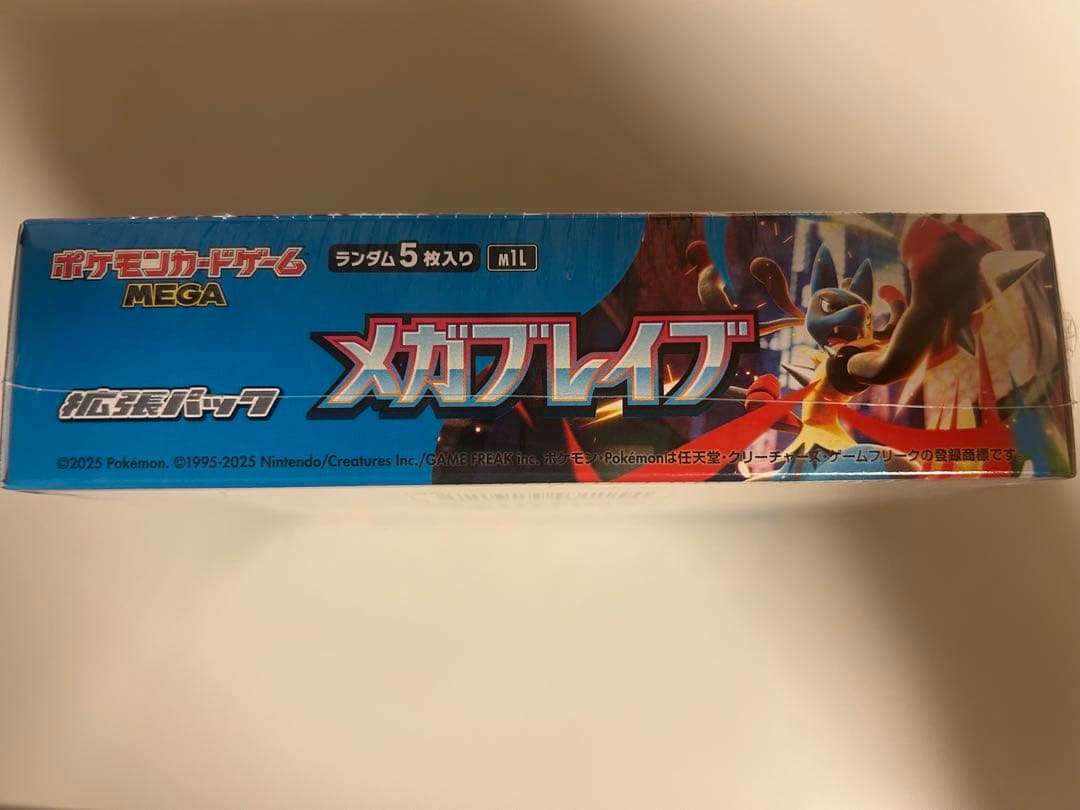 ポケモンカードゲーム
MEGA
ランダム5枚入り
M1L
メガブレイブ
拡張パック
©2025 Pokémon. ©1995-2025 Nintendo/Creatures Inc./GAME FREAK inc. ポケモン・Pokémonは任天堂・クリーチャーズ・ゲームフリークの登録商標です。